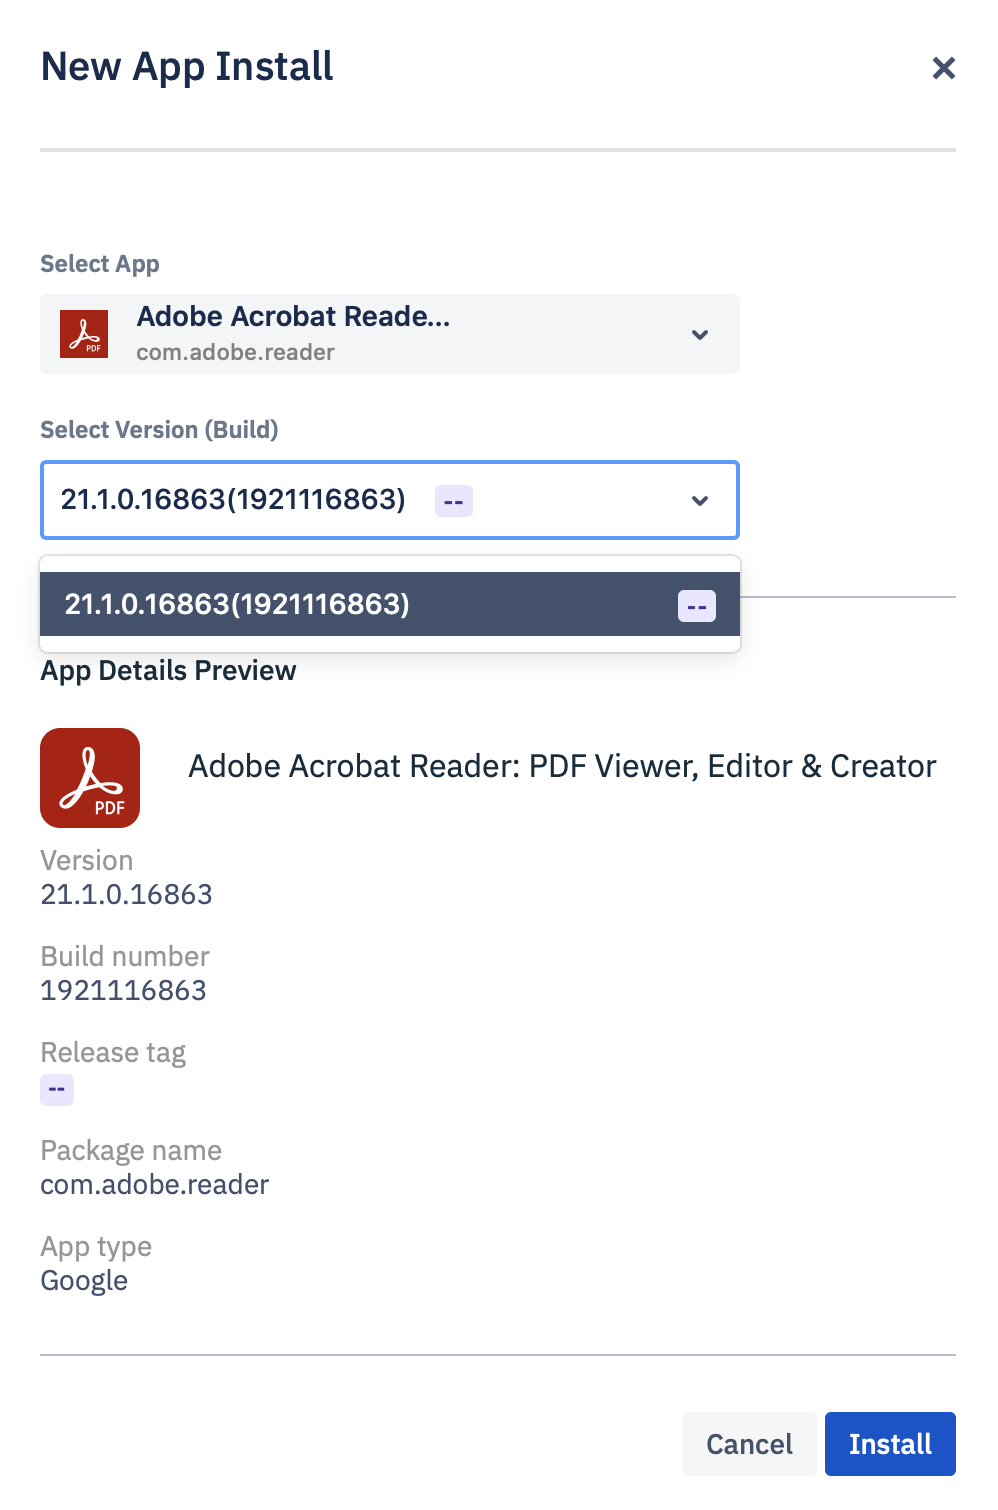 New App Install
Select App
Adobe Acrobat Reade...
com.adobe.reader
PDF
Select Version (Build)
21.1.0.16863(1921116863) --
21.1.0.16863(1921116863) --
App Details Preview
Adobe Acrobat Reader: PDF Viewer, Editor & Creator
PDF
Version
21.1.0.16863
Build number
1921116863
Release tag
--
Package name
com.adobe.reader
App type
Google
Cancel Install